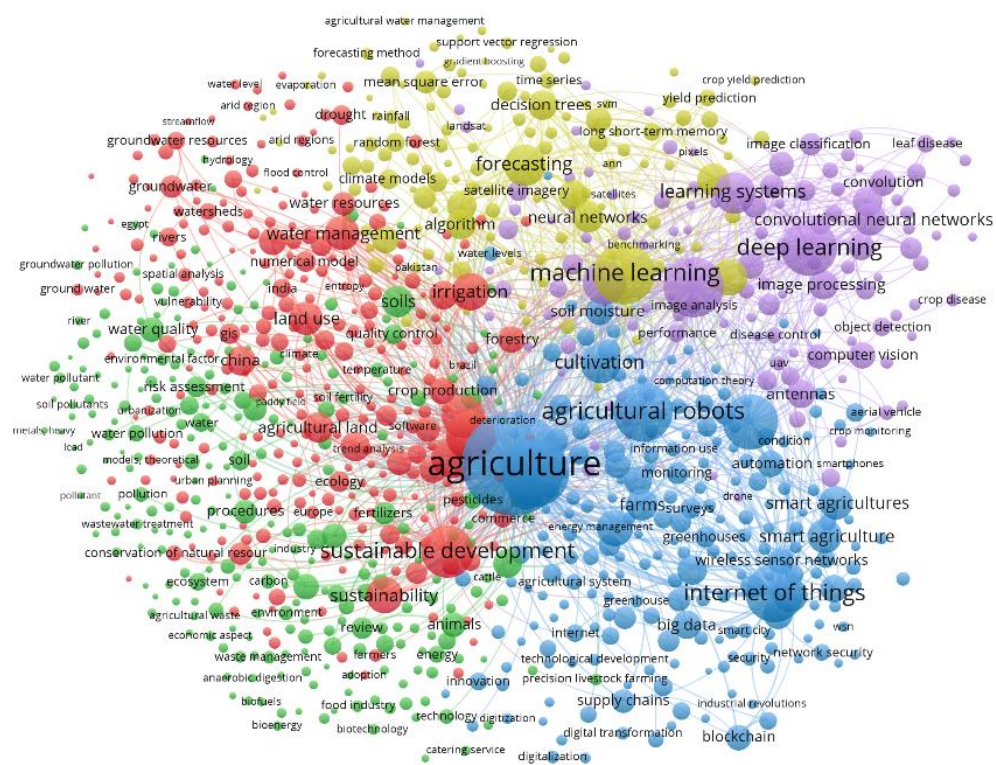 agricultural water management
support vector regression
forecasting method
gradient boosting
water level
evaporation
mean square error
time series
crop yield prediction
arid region
drought
rainfall
decision trees
svm
yield prediction
streamflow
landsat
long short-term memory
groundwater resources
arid regions
random forest
ann
pixels
image classification
leaf disease
hydrology
flood control
climate models
forecasting
groundwater
satellite imagery
satellites
learning systems
convolution
watersheds
water resources
algorithm
neural networks
convolutional neural networks
egypt
rivers
water management
benchmarking
deep learning
groundwater pollution
spatial analysis
numerical model
pakistan
water levels
machine learning
image processing
ground water
vulnerability
india
entropy
soils
irrigation
soil moisture
image analysis
crop disease
river
water quality
gis
land use
quality control
forestry
performance
disease control
object detection
environmental factor
china
climate
temperature
brazil
cultivation
uav
computer vision
water pollutant
risk assessment
crop production
computation theory
antennas
soil pollutants
urbanization
paddy field
soil fertility
deterioration
agricultural robots
aerial vehicle
metals, heavy
water pollution
water
agricultural land
software
crop monitoring
lead
models, theoretical
soil
trend analysis
agriculture
information use
condition
pollutant
pollution
urban planning
ecology
monitoring
automation
smartphones
wastewater treatment
procedures
europe
fertilizers
pesticides
commerce
farms
surveys
drone
smart agricultures
conservation of natural resour
industry
sustainable development
energy management
greenhouses
smart agriculture
wireless sensor networks
ecosystem
carbon
cattle
agricultural system
internet of things
agricultural waste
environment
sustainability
greenhouse
economic aspect
review
animals
internet
big data
smart city
wsn
waste management
farmers
energy
technological development
security
network security
anaerobic digestion
adoption
innovation
precision livestock farming
biofuels
food industry
supply chains
industrial revolutions
bioenergy
biotechnology
technology
digitization
digital transformation
blockchain
catering service
digitalization